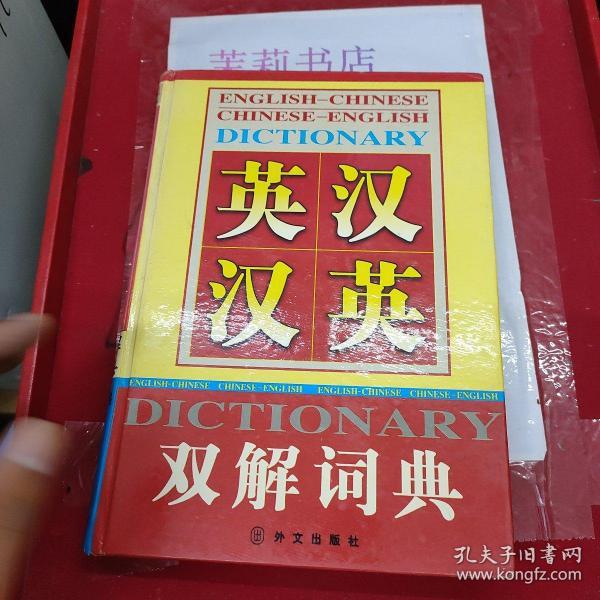 茉莉书店
ENGLISH-CHINESE
CHINESE-ENGLISH
DICTIONARY
英汉
汉英
ENGLISH-CHINESE CHINESE-ENGLISH ENGLISH-CHINESE CHINESE-ENGLISH
DICTIONARY
双解词典
外文出版社
孔夫子旧书网
www.kongfz.com